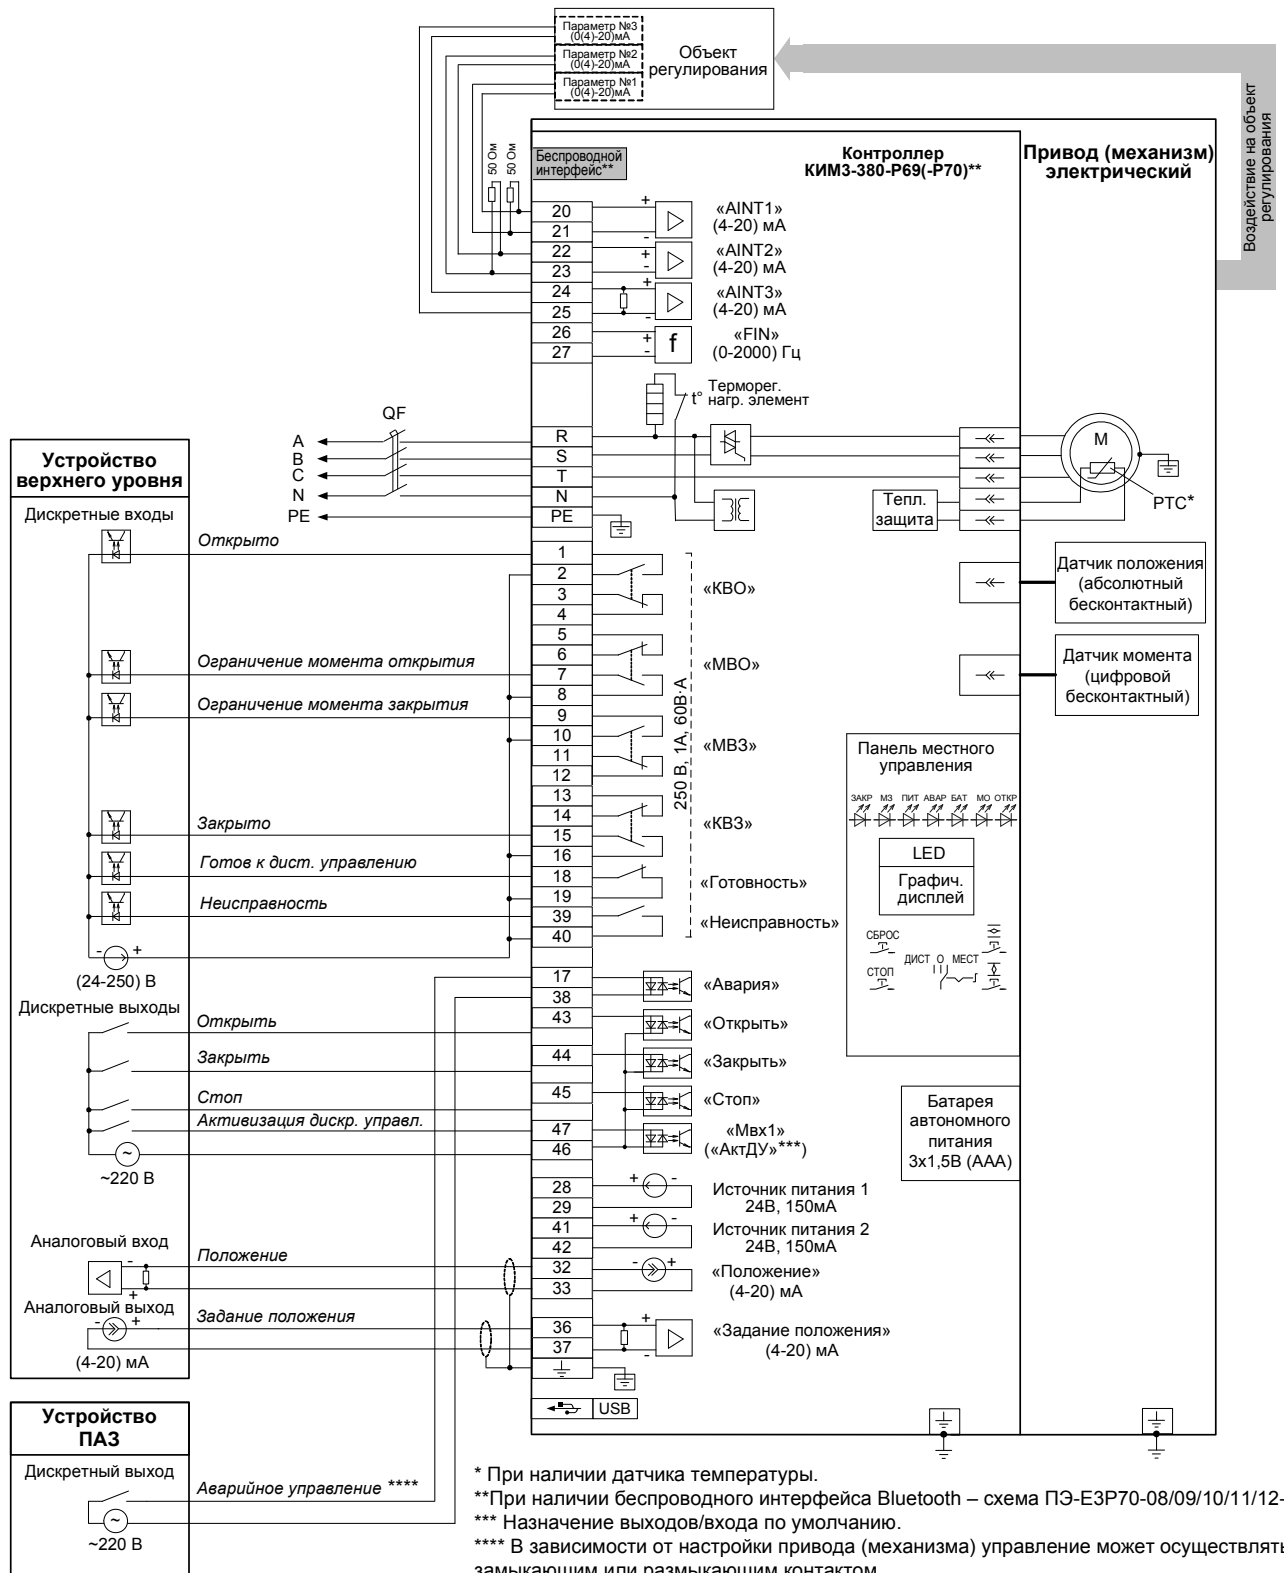 Параметр №3
(0(4)-20)мА
Параметр №2
(0(4)-20)мА
Параметр №1
(0(4)-20)мА
Объект
регулирования
Воздействие на объект
регулирования
50 Ом
50 Ом
Беспроводной
интерфейс**
Контроллер
КИМ3-380-Р69(-Р70)**
Привод (механизм)
электрический
20
21
22
23
24
25
26
27
+
-
+
-
+
-
+
-
f
«AINT1»
(4-20) мА
«AINT2»
(4-20) мА
«AINT3»
(4-20) мА
«FIN»
(0-2000) Гц
t°
Терморег.
нагр. элемент
QF
A
B
C
N
PE
R
S
T
N
PE
Тепл.
защита
M
PTC*
Датчик положения
(абсолютный
бесконтактный)
Датчик момента
(цифровой
бесконтактный)
Устройство
верхнего уровня
Дискретные входы
Открыто
Ограничение момента открытия
Ограничение момента закрытия
Закрыто
Готов к дист. управлению
Неисправность
- +
(24-250) В
1
2
3
4
5
6
7
8
9
10
11
12
13
14
15
16
18
19
39
40
«КВО»
«МВО»
«МВЗ»
«КВЗ»
«Готовность»
«Неисправность»
250 В, 1А, 60В·А
Панель местного
управления
ЗАКР МЗ ПИТ АВАР БАТ МО ОТКР
LED
Графич.
дисплей
СБРОС
СТОП
ДИСТ О МЕСТ
Дискретные выходы
Открыть
Закрыть
Стоп
Активизация дискр. управл.
~
~220 В
17
38
43
44
45
47
46
«Авария»
«Открыть»
«Закрыть»
«Стоп»
«Мвх1»
(«АктДУ»***)
Батарея
автономного
питания
3х1,5В (ААА)
28
29
41
42
32
33
36
37
+ -
Источник питания 1
24В, 150мА
+ -
Источник питания 2
24В, 150мА
- +
«Положение»
(4-20) мА
+
-
«Задание положения»
(4-20) мА
Аналоговый вход
Положение
-
+
Аналоговый выход
Задание положения
- +
(4-20) мА
USB
Устройство
ПАЗ
Дискретный выход
Аварийное управление ****
~
~220 В
* При наличии датчика температуры.
**При наличии беспроводного интерфейса Bluetooth – схема ПЭ-Е3Р70-08/09/10/11/12-
*** Назначение выходов/входа по умолчанию.
**** В зависимости от настройки привода (механизма) управление может осуществлять
замыкающим или размыкающим контактом